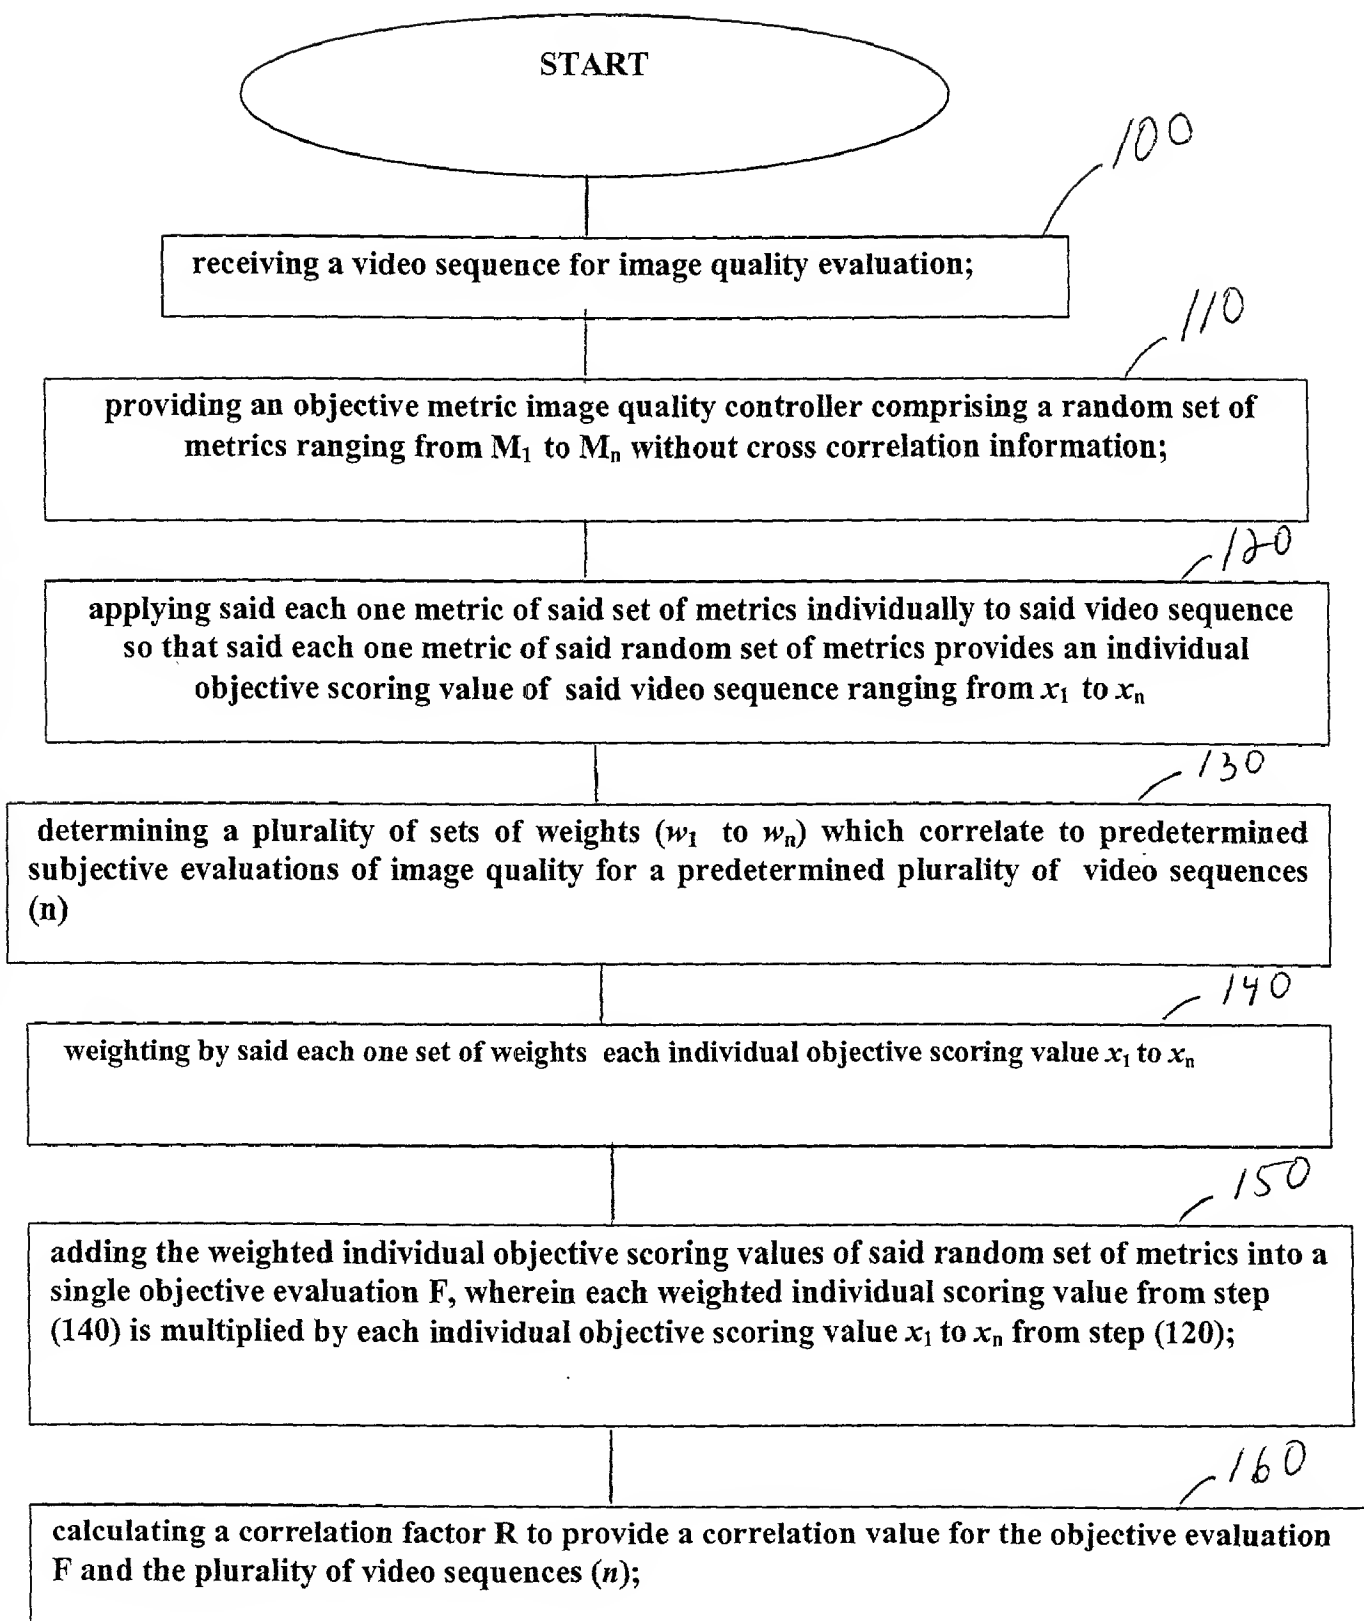 START
100
receiving a video sequence for image quality evaluation;
110
providing an objective metric image quality controller comprising a random set of
metrics ranging from M₁ to Mₙ without cross correlation information;
120
applying said each one metric of said set of metrics individually to said video sequence
so that said each one metric of said random set of metrics provides an individual
objective scoring value of said video sequence ranging from x₁ to xₙ
130
determining a plurality of sets of weights (w₁ to wₙ) which correlate to predetermined
subjective evaluations of image quality for a predetermined plurality of video sequences
(n)
140
weighting by said each one set of weights each individual objective scoring value x₁ to xₙ
150
adding the weighted individual objective scoring values of said random set of metrics into a
single objective evaluation F, wherein each weighted individual scoring value from step
(140) is multiplied by each individual objective scoring value x₁ to xₙ from step (120);
160
calculating a correlation factor R to provide a correlation value for the objective evaluation
F and the plurality of video sequences (n);